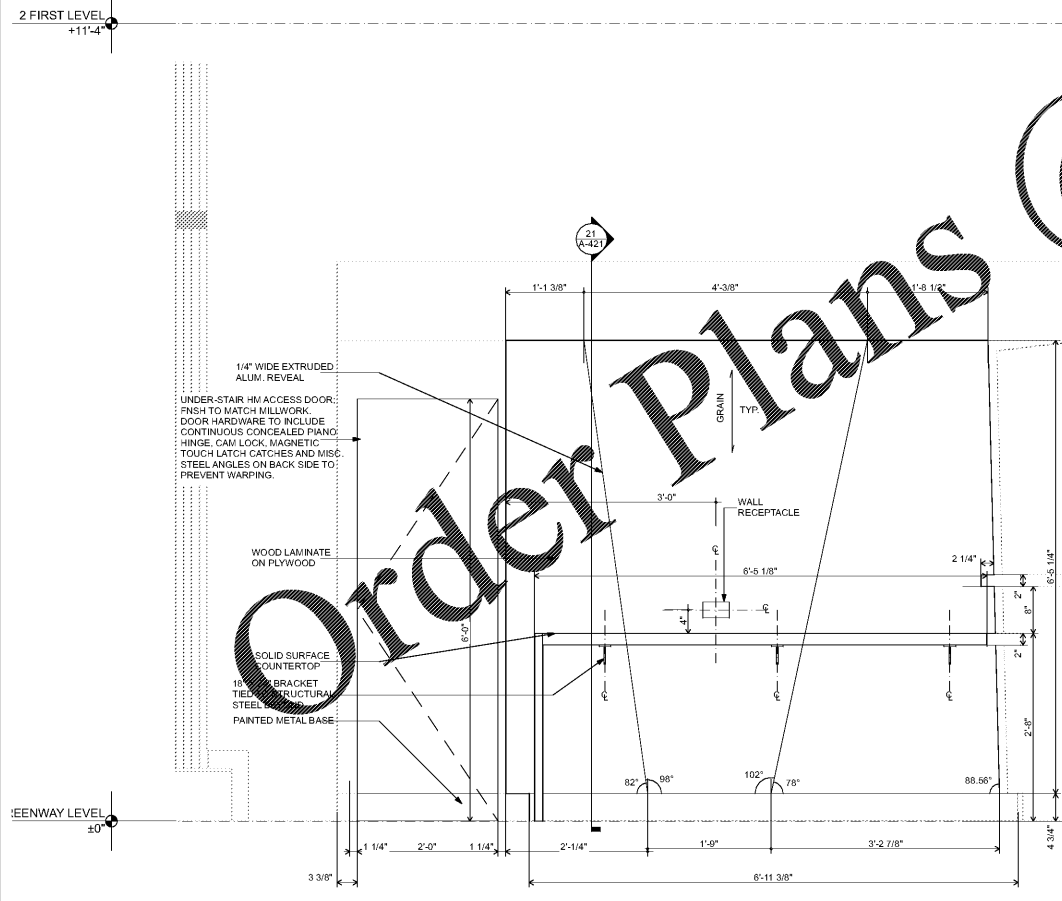 2 FIRST LEVEL
+11'-4"
21
A-421
1'-1 3/8"
4'-3/8"
1'-8 1/2"
1/4" WIDE EXTRUDED
ALUM. REVEAL
UNDER-STAIR HM ACCESS DOOR;
FNSH TO MATCH MILLWORK.
DOOR HARDWARE TO INCLUDE
CONTINUOUS CONCEALED PIANO
HINGE, CAM LOCK, MAGNETIC
TOUCH LATCH CATCHES AND MISC.
STEEL ANGLES ON BACK SIDE TO
PREVENT WARPING.
GRAIN
TYP.
Order Plans
3'-0"
WALL
RECEPTACLE
WOOD LAMINATE
ON PLYWOOD
2 1/4"
6'-5 1/8"
6'-5 1/4"
2"
8"
4"
6'-0"
2"
SOLID SURFACE
COUNTERTOP
BRACKET
STRUCTURAL
STEEL
PAINTED METAL BASE
2'-8"
82°
98°
102°
78°
88.56°
EENWAY LEVEL
±0"
1 1/4"
2'-0"
1 1/4"
2'-1/4"
1'-9"
3'-2 7/8"
4 3/4"
3 3/8"
6'-11 3/8"